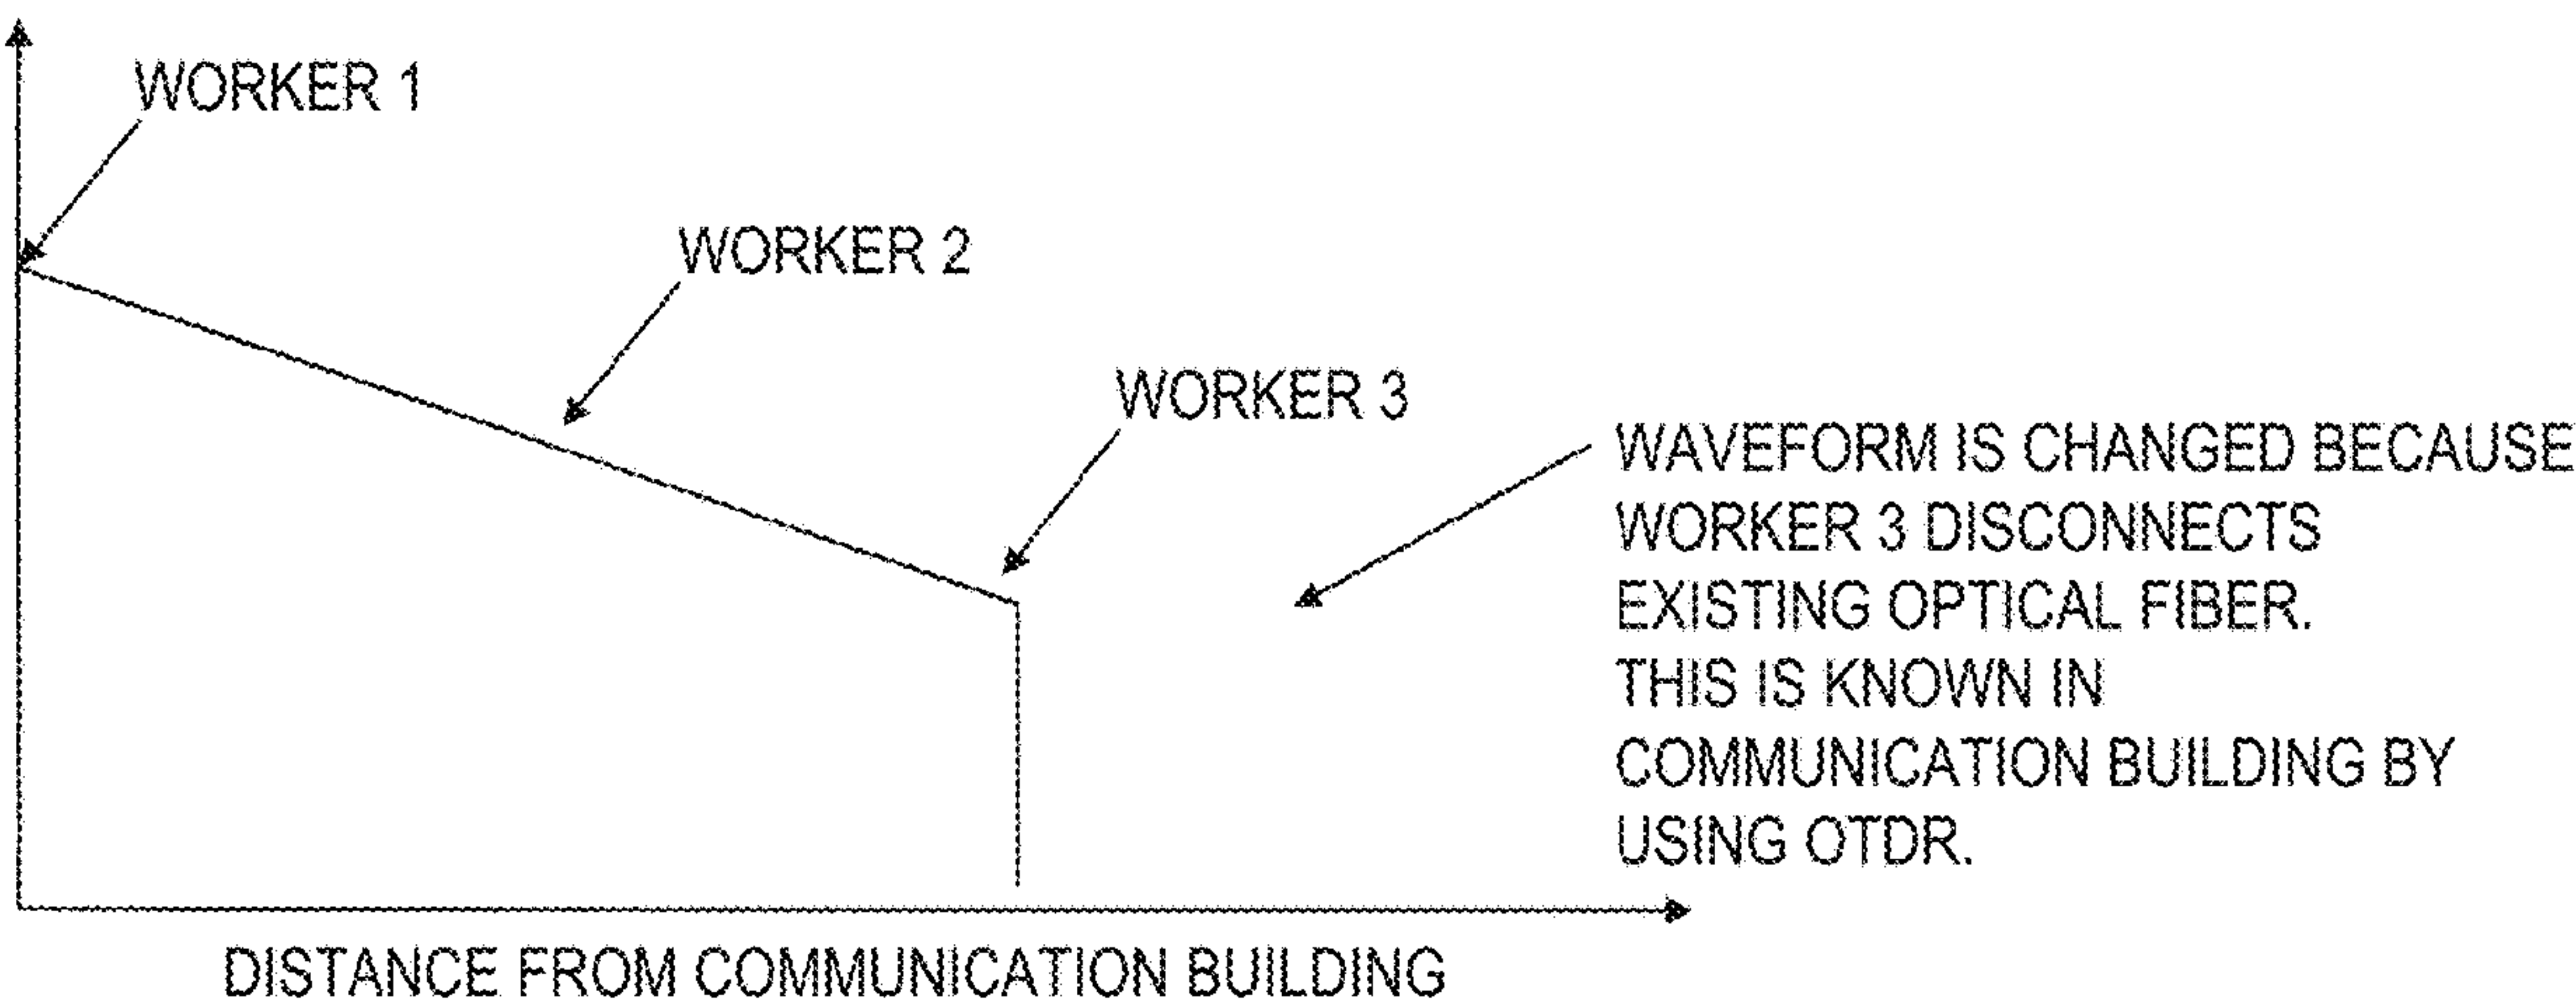 WORKER 1
WORKER 2
WORKER 3
WAVEFORM IS CHANGED BECAUSE
WORKER 3 DISCONNECTS
EXISTING OPTICAL FIBER.
THIS IS KNOWN IN
COMMUNICATION BUILDING BY
USING OTDR.
DISTANCE FROM COMMUNICATION BUILDING